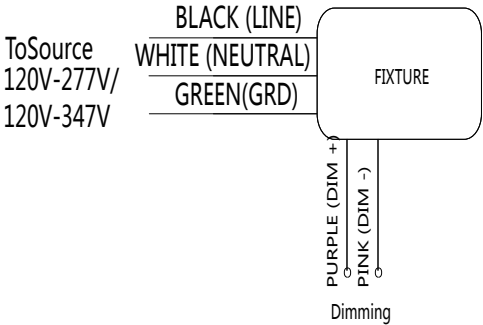 BLACK (LINE)
ToSource
WHITE (NEUTRAL)
120V-277V/
GREEN(GRD)
120V-347V
FIXTURE
PURPLE (DIM +)
PINK (DIM -)
Dimming